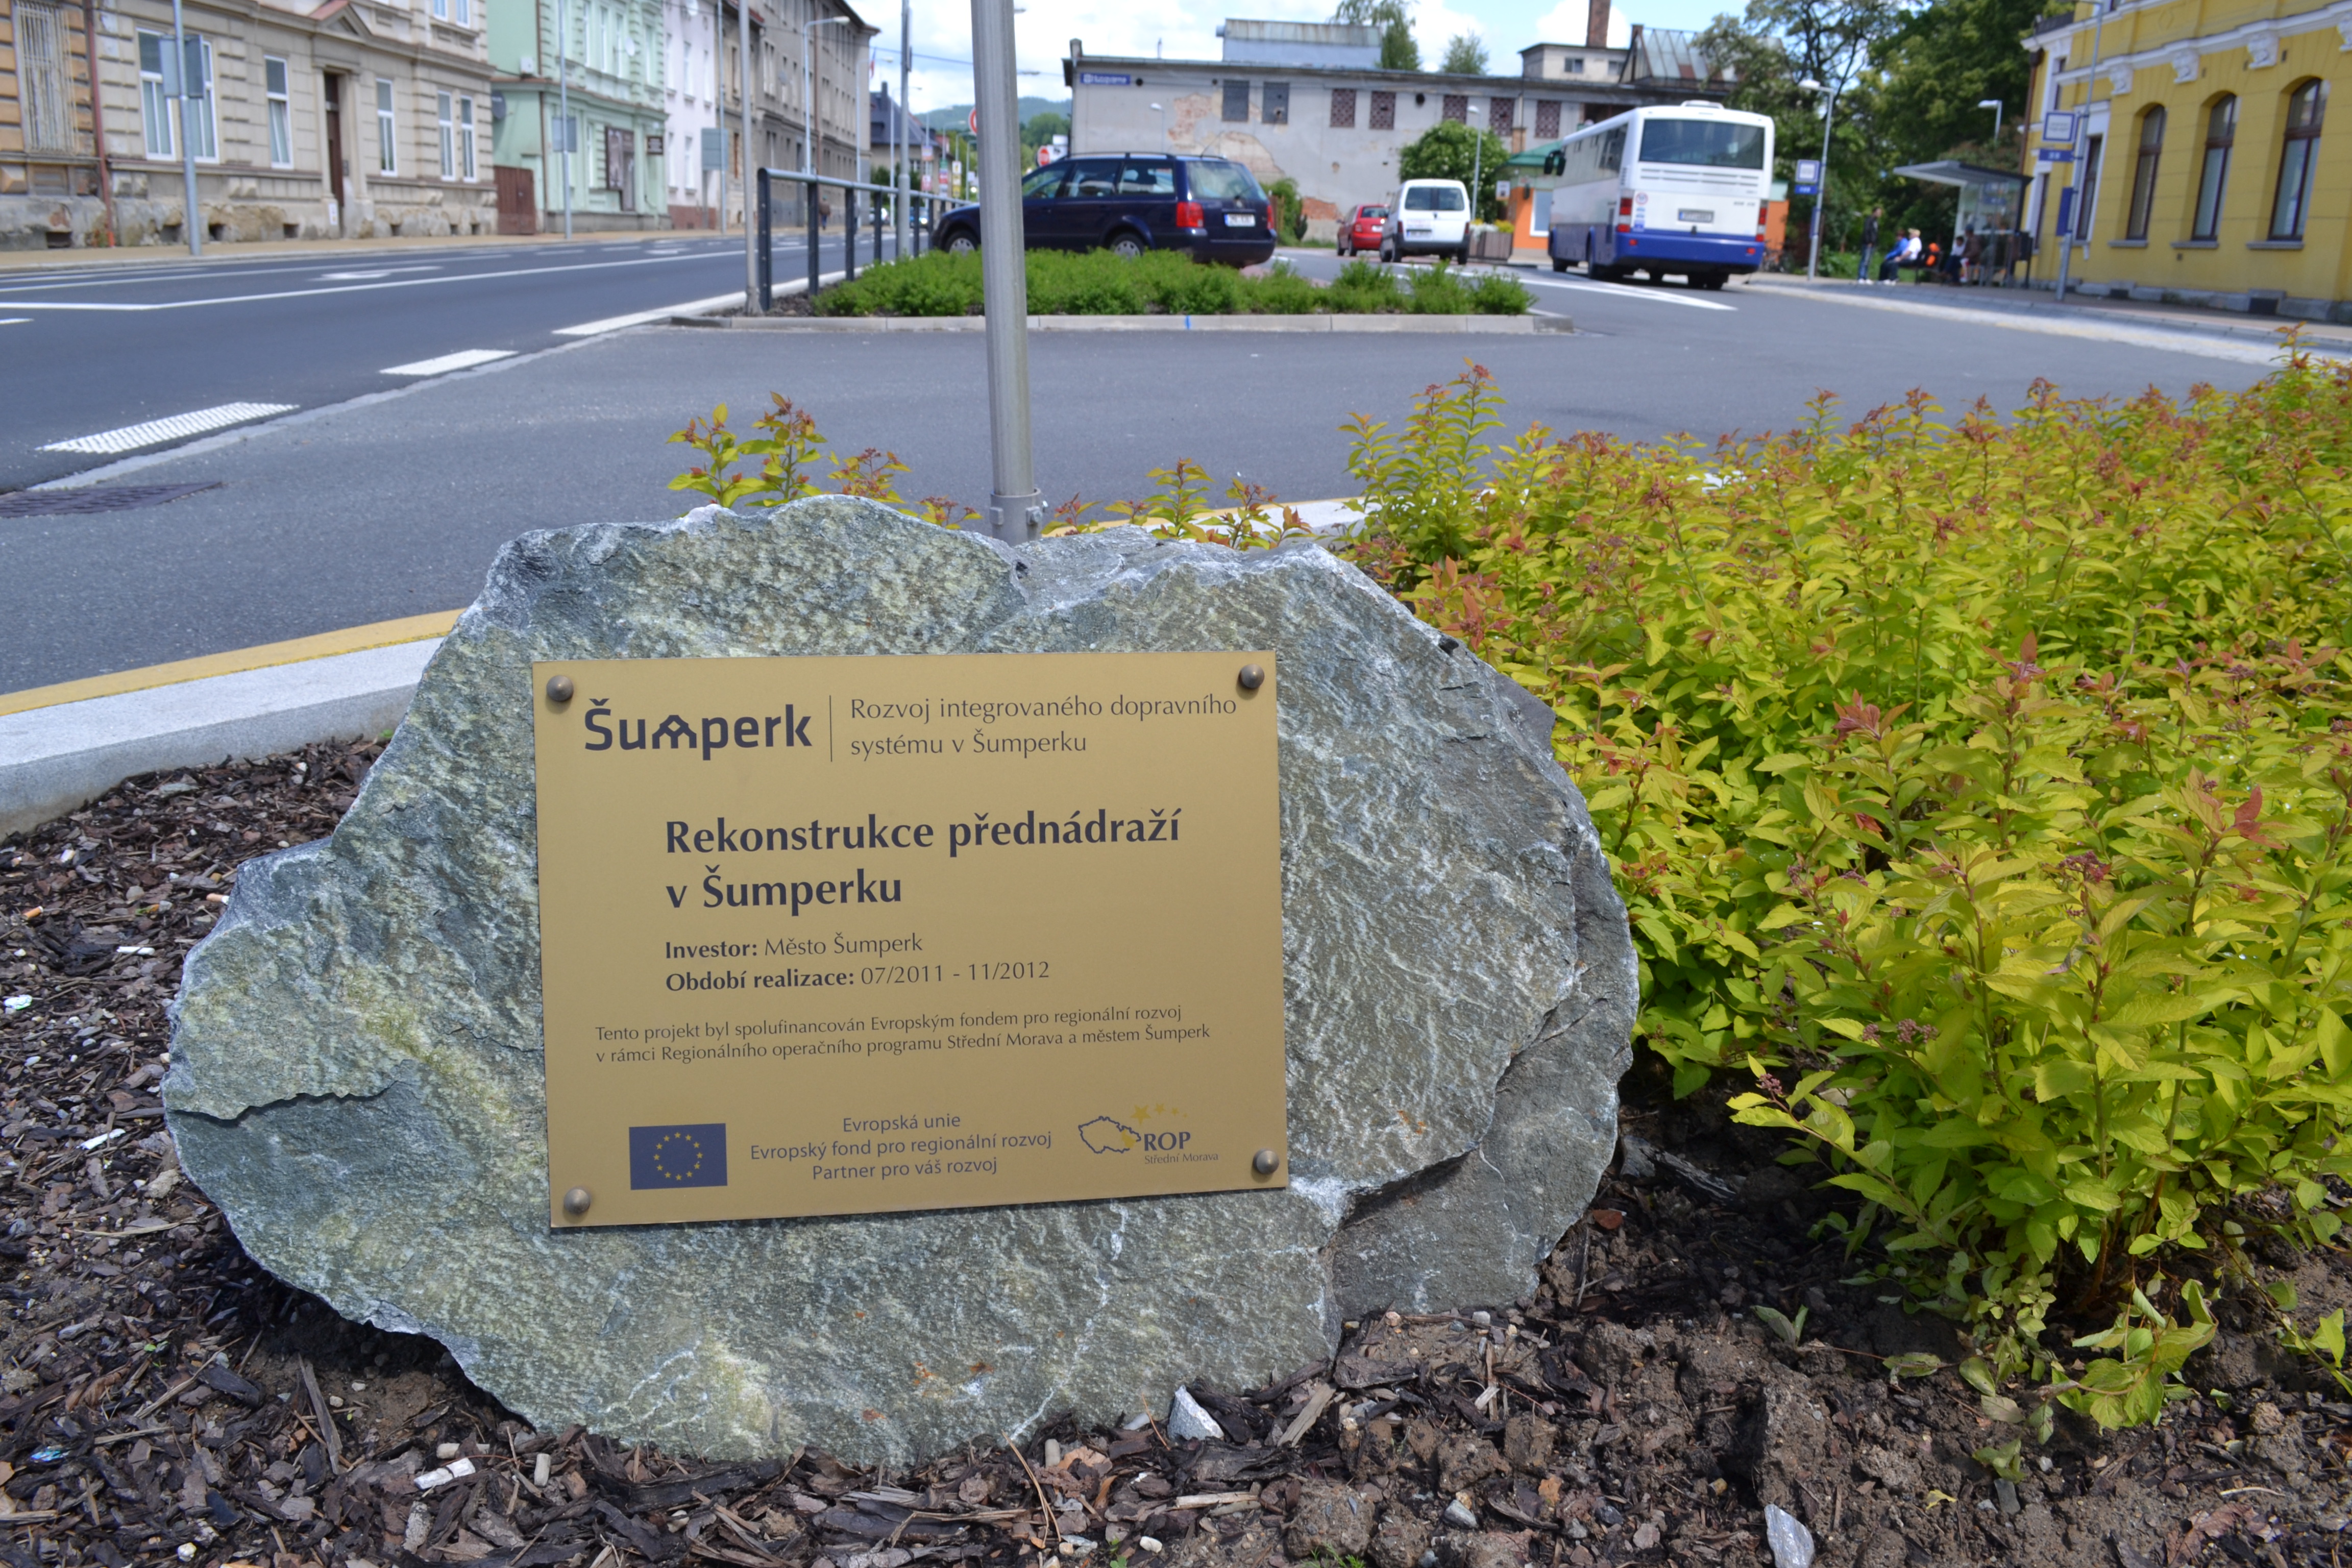 Šumperk
Rozvoj integrovaného dopravního
systému v Šumperku
Rekonstrukce přednádraží
v Šumperku
Investor: Město Šumperk
Období realizace: 07/2011 - 11/2012
Tento projekt byl spolufinancován Evropským fondem pro regionální rozvoj
v rámci Regionálního operačního programu Střední Morava a městem Šumperk
Evropská unie
Evropský fond pro regionální rozvoj
Partner pro váš rozvoj
ROP
Střední Morava